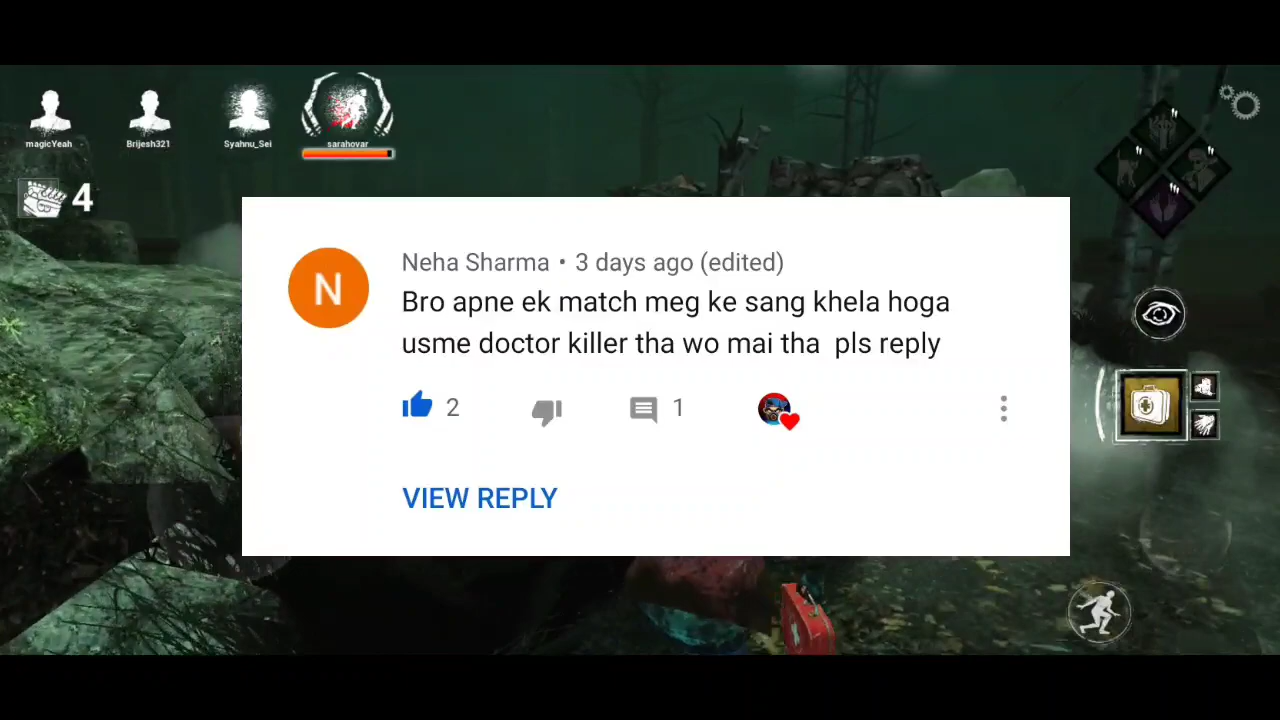 magicYeah
Brijesh321
Syahnu_Sei
sarahovar
4
N
Neha Sharma • 3 days ago (edited)
Bro apne ek match meg ke sang khela hoga
usme doctor killer tha wo mai tha pls reply
2
1
VIEW REPLY